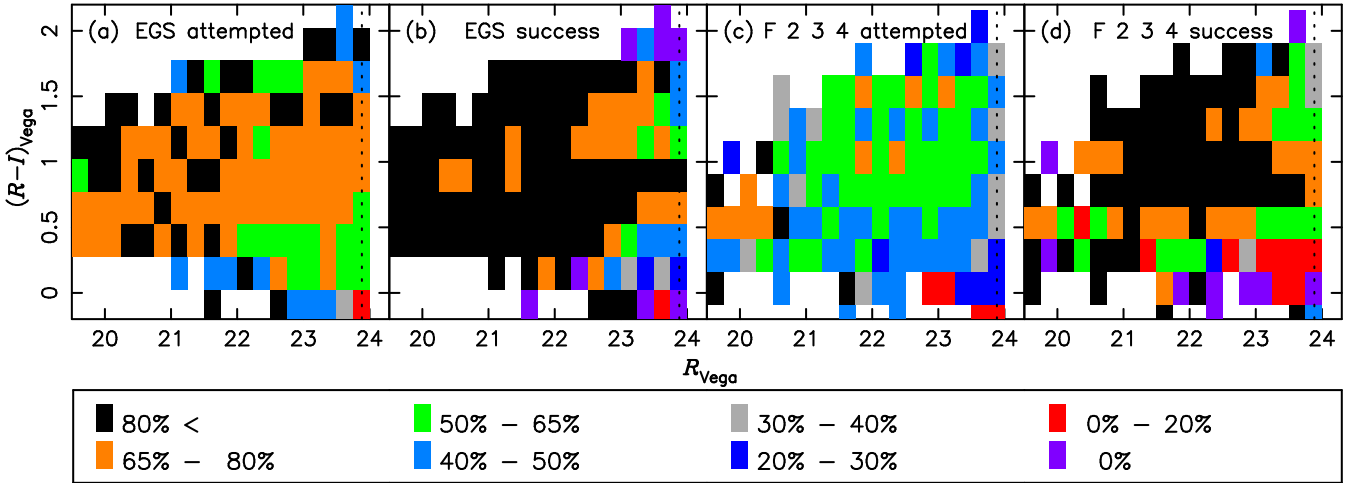 (a) EGS attempted
(b) EGS success
(c) F 2 3 4 attempted
(d) F 2 3 4 success
2
1.5
1
0.5
0
(R−I)Vega
20 21 22 23 24
20 21 22 23 24
20 21 22 23 24
20 21 22 23 24
RVega
80% < 50% − 65% 30% − 40% 0% − 20%
65% − 80% 40% − 50% 20% − 30% 0%